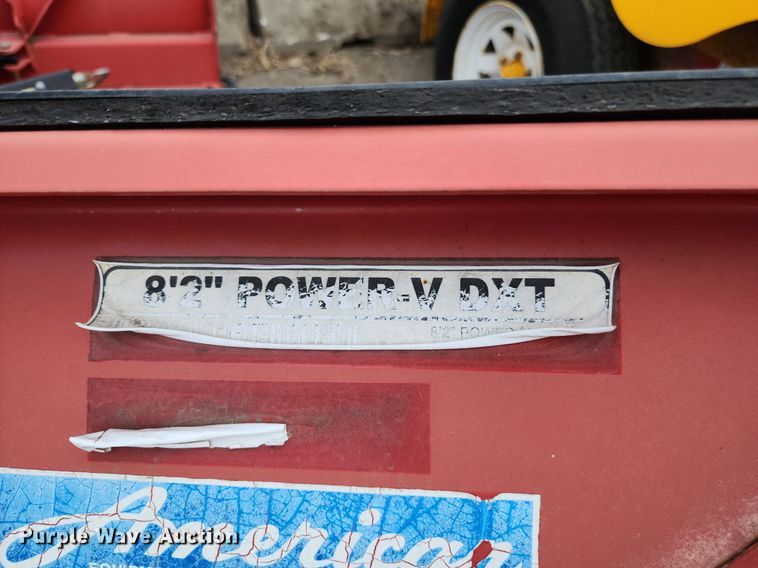 8'2" POWER-V DXT
8'2" POWER
American
Purple Wave Auction